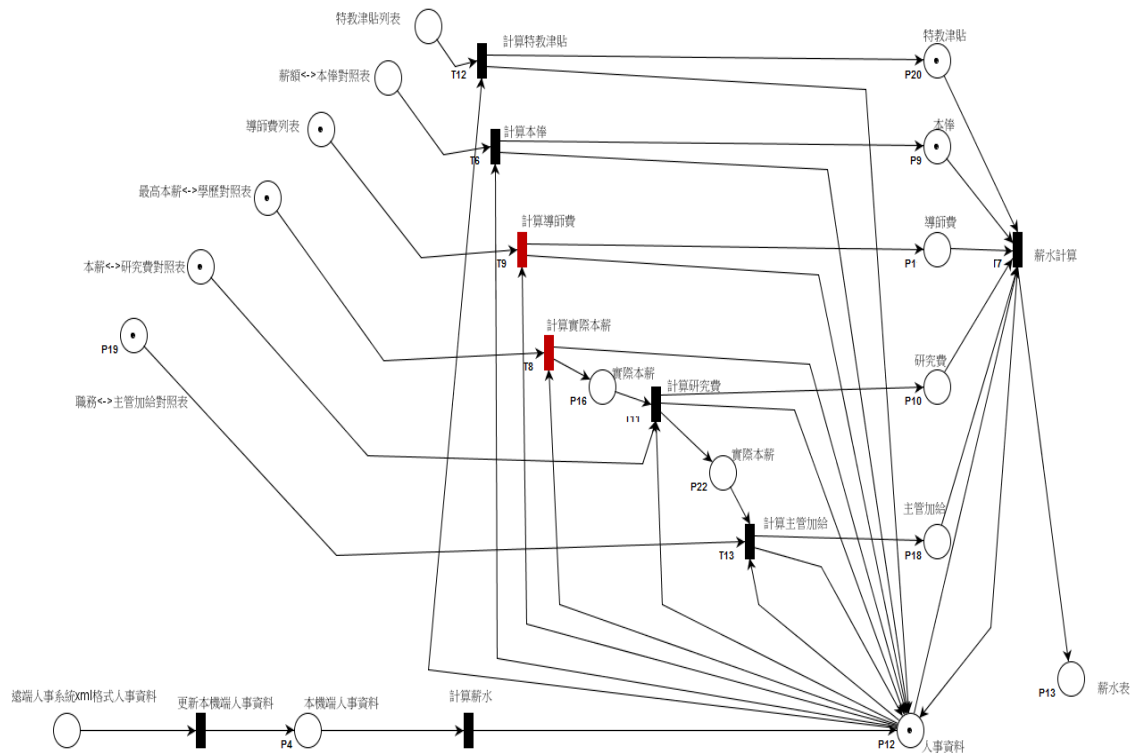 特教津貼列表
計算特教津貼
特教津貼
T12
P20
薪額<->本俸對照表
導師費列表
計算本俸
本俸
T6
P9
最高本薪<->學歷對照表
計算導師費
導師費
T9
P1
T7
薪水計算
本薪<->研究費對照表
計算實際本薪
T8
P19
實際本薪
P16
計算研究費
研究費
T11
P10
職務<->主管加給對照表
實際本薪
P22
計算主管加給
主管加給
T13
P18
遠端人事系統xml格式人事資料
更新本機端人事資料
本機端人事資料
計算薪水
P13
薪水表
P4
P12
人事資料